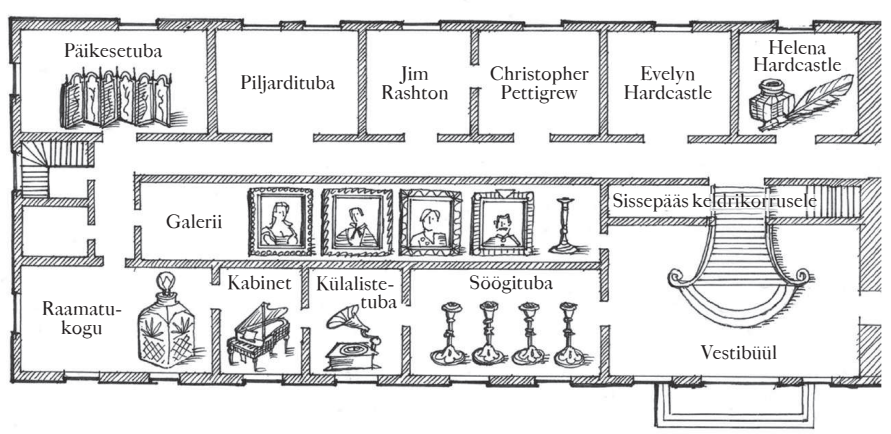 Päikesetuba
Piljardituba
Jim
Rashton
Christopher
Pettigrew
Evelyn
Hardcastle
Helena
Hardcastle
Galerii
Sissepääs keldrikorrusele
Raamatu-
kogu
Kabinet
Külaliste-
tuba
Söögituba
Vestibüül